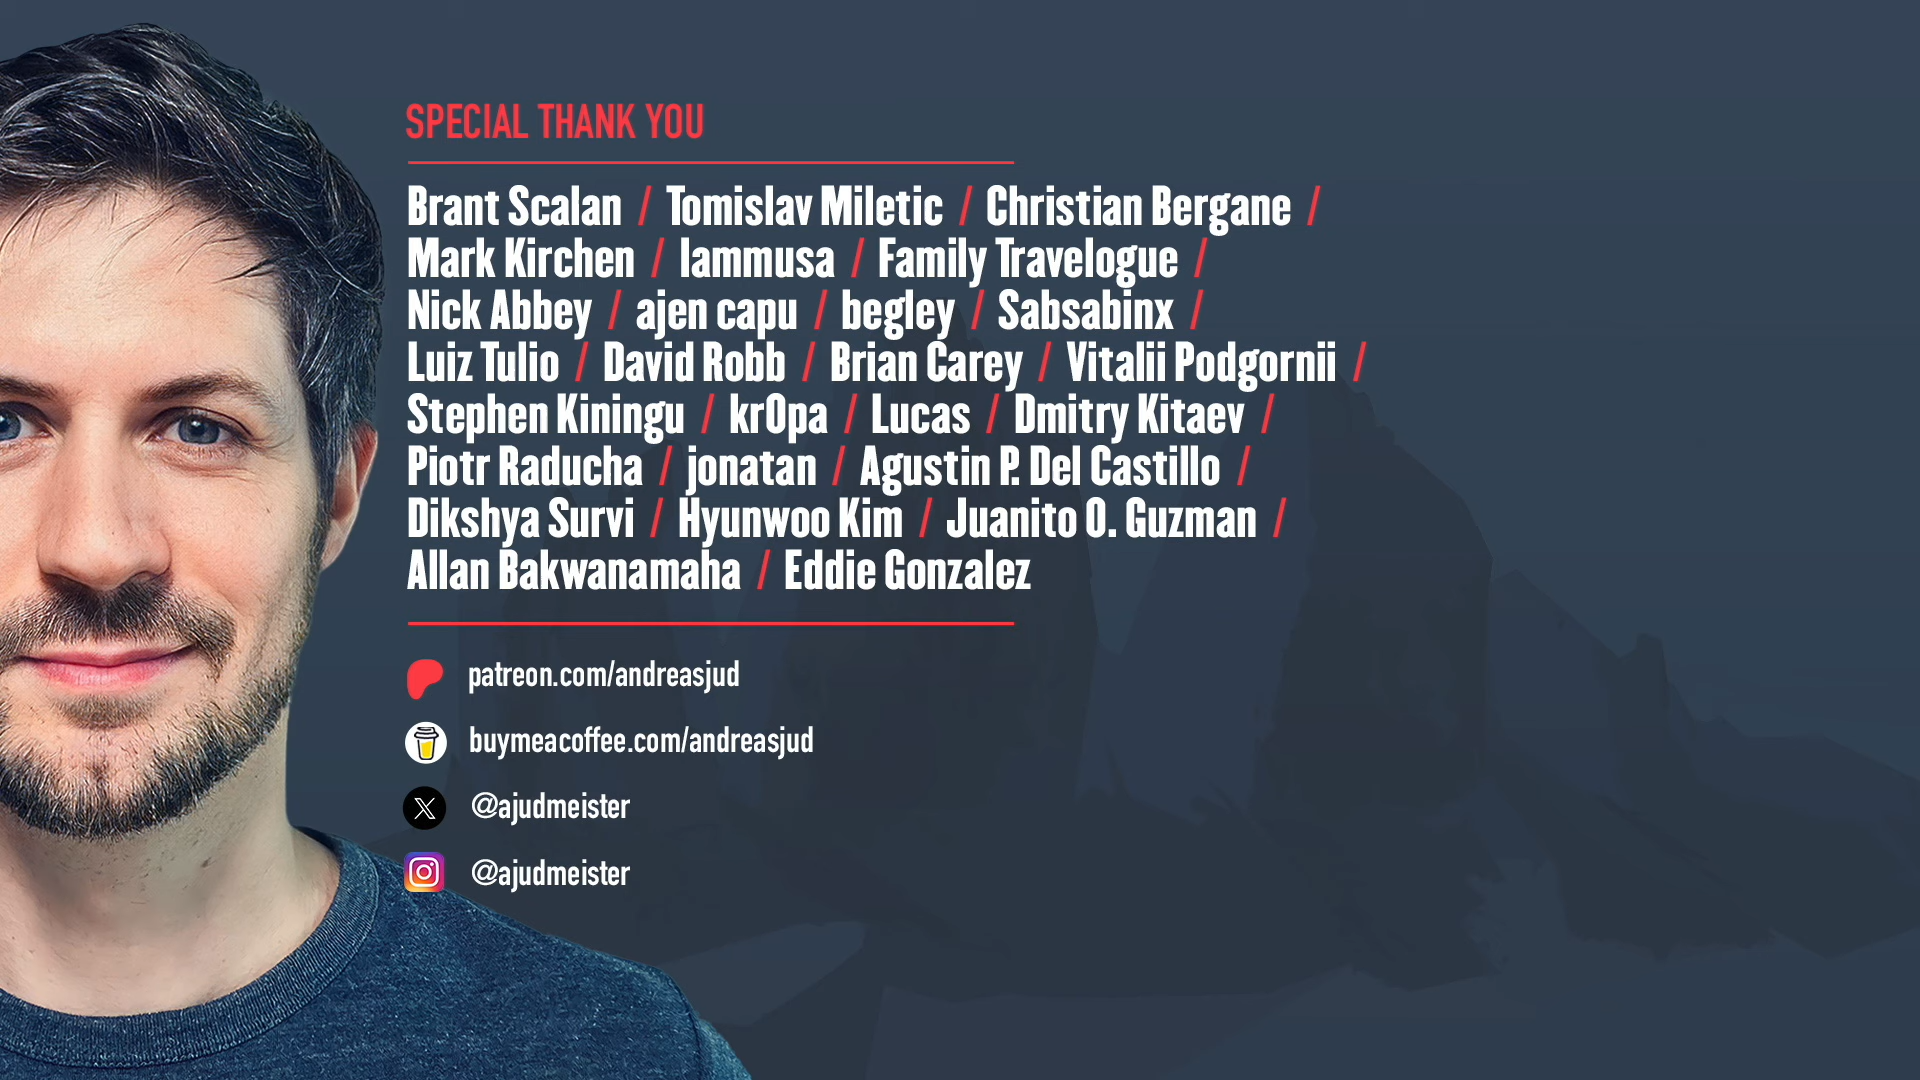 SPECIAL THANK YOU
Brant Scalan / Tomislav Miletic / Christian Bergane /
Mark Kirchen / Iammusa / Family Travelogue /
Nick Abbey / ajen capu / begley / Sabsabinx /
Luiz Tulio / David Robb / Brian Carey / Vitalii Podgornii /
Stephen Kiningu / kr0pa / Lucas / Dmitry Kitaev /
Piotr Raducha / jonatan / Agustin P. Del Castillo /
Dikshya Survi / Hyunwoo Kim / Juanito O. Guzman /
Allan Bakwanamaha / Eddie Gonzalez
patreon.com/andreasjud
buymeacoffee.com/andreasjud
@ajudmeister
@ajudmeister